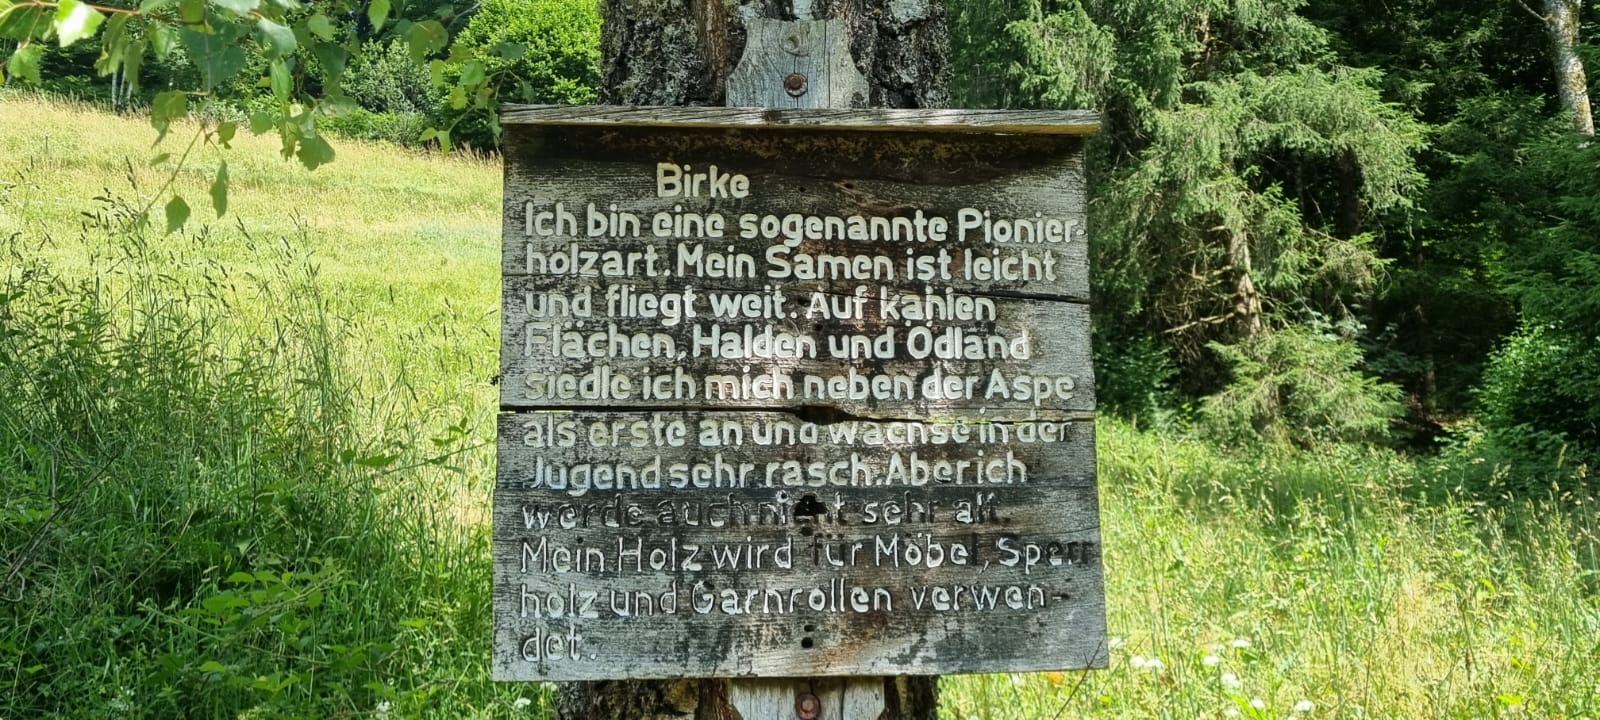 Birke
Ich bin eine sogenannte Pionier-
holzart. Mein Samen ist leicht
und fliegt weit. Auf kahlen
Flächen, Halden und Ödland
siedle ich mich neben der Aspe
als erste an und wachse in der
Jugend sehr rasch. Aber ich
werde auch nicht sehr alt.
Mein Holz wird für Möbel, Sperr
holz und Garnrollen verwen-
det.